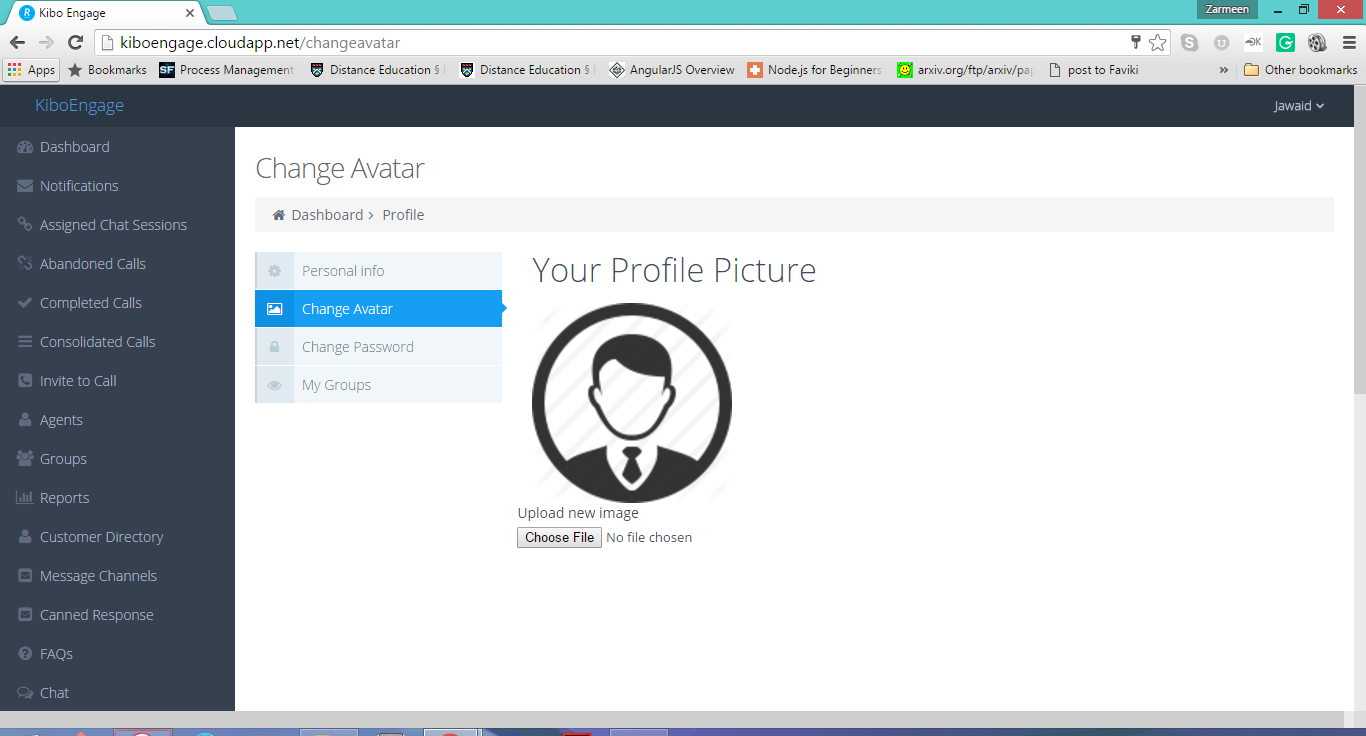 Kibo Engage
Zarmeen
kiboengage.cloudapp.net/changeavatar
Apps
Bookmarks
SF Process Management
Distance Education §
Distance Education §
AngularJS Overview
Node.js for Beginners
arxiv.org/ftp/arxiv/pap
post to Faviki
»
Other bookmarks
KiboEngage
Jawaid
Dashboard
Notifications
Assigned Chat Sessions
Abandoned Calls
Completed Calls
Consolidated Calls
Invite to Call
Agents
Groups
Reports
Customer Directory
Message Channels
Canned Response
FAQs
Chat
Change Avatar
Dashboard > Profile
Personal info
Change Avatar
Change Password
My Groups
Your Profile Picture
Upload new image
Choose File No file chosen